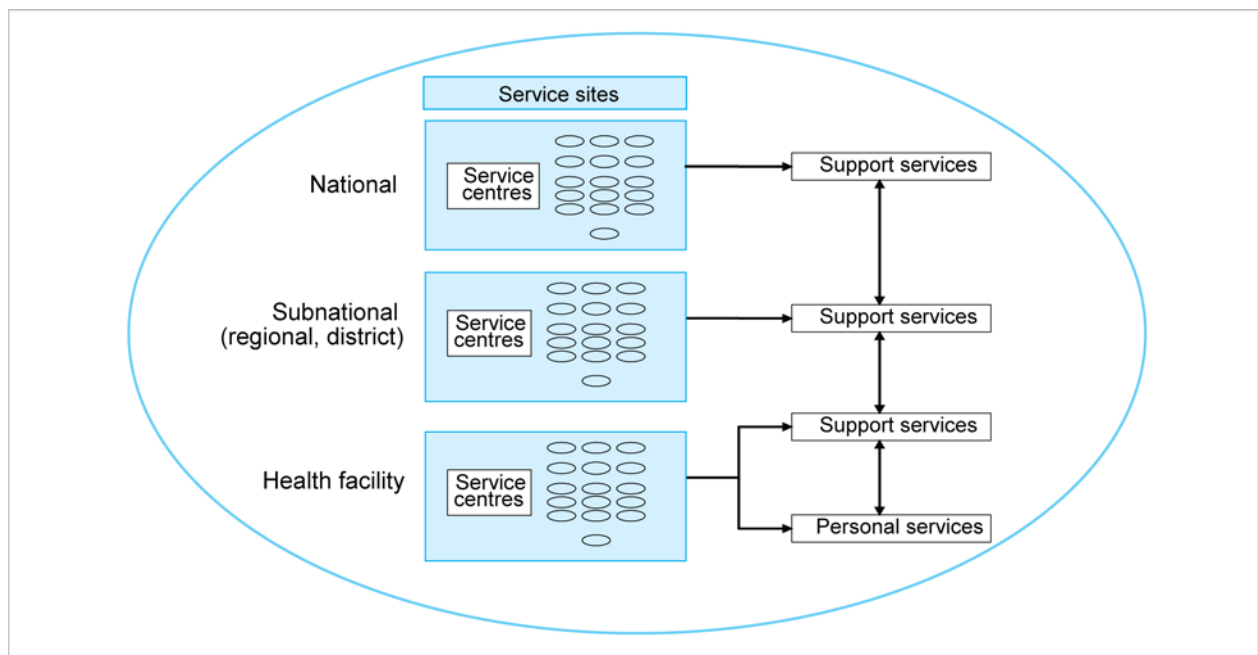 Service sites
National
Service
centres
Support services
Subnational
(regional, district)
Service
centres
Support services
Support services
Health facility
Service
centres
Personal services